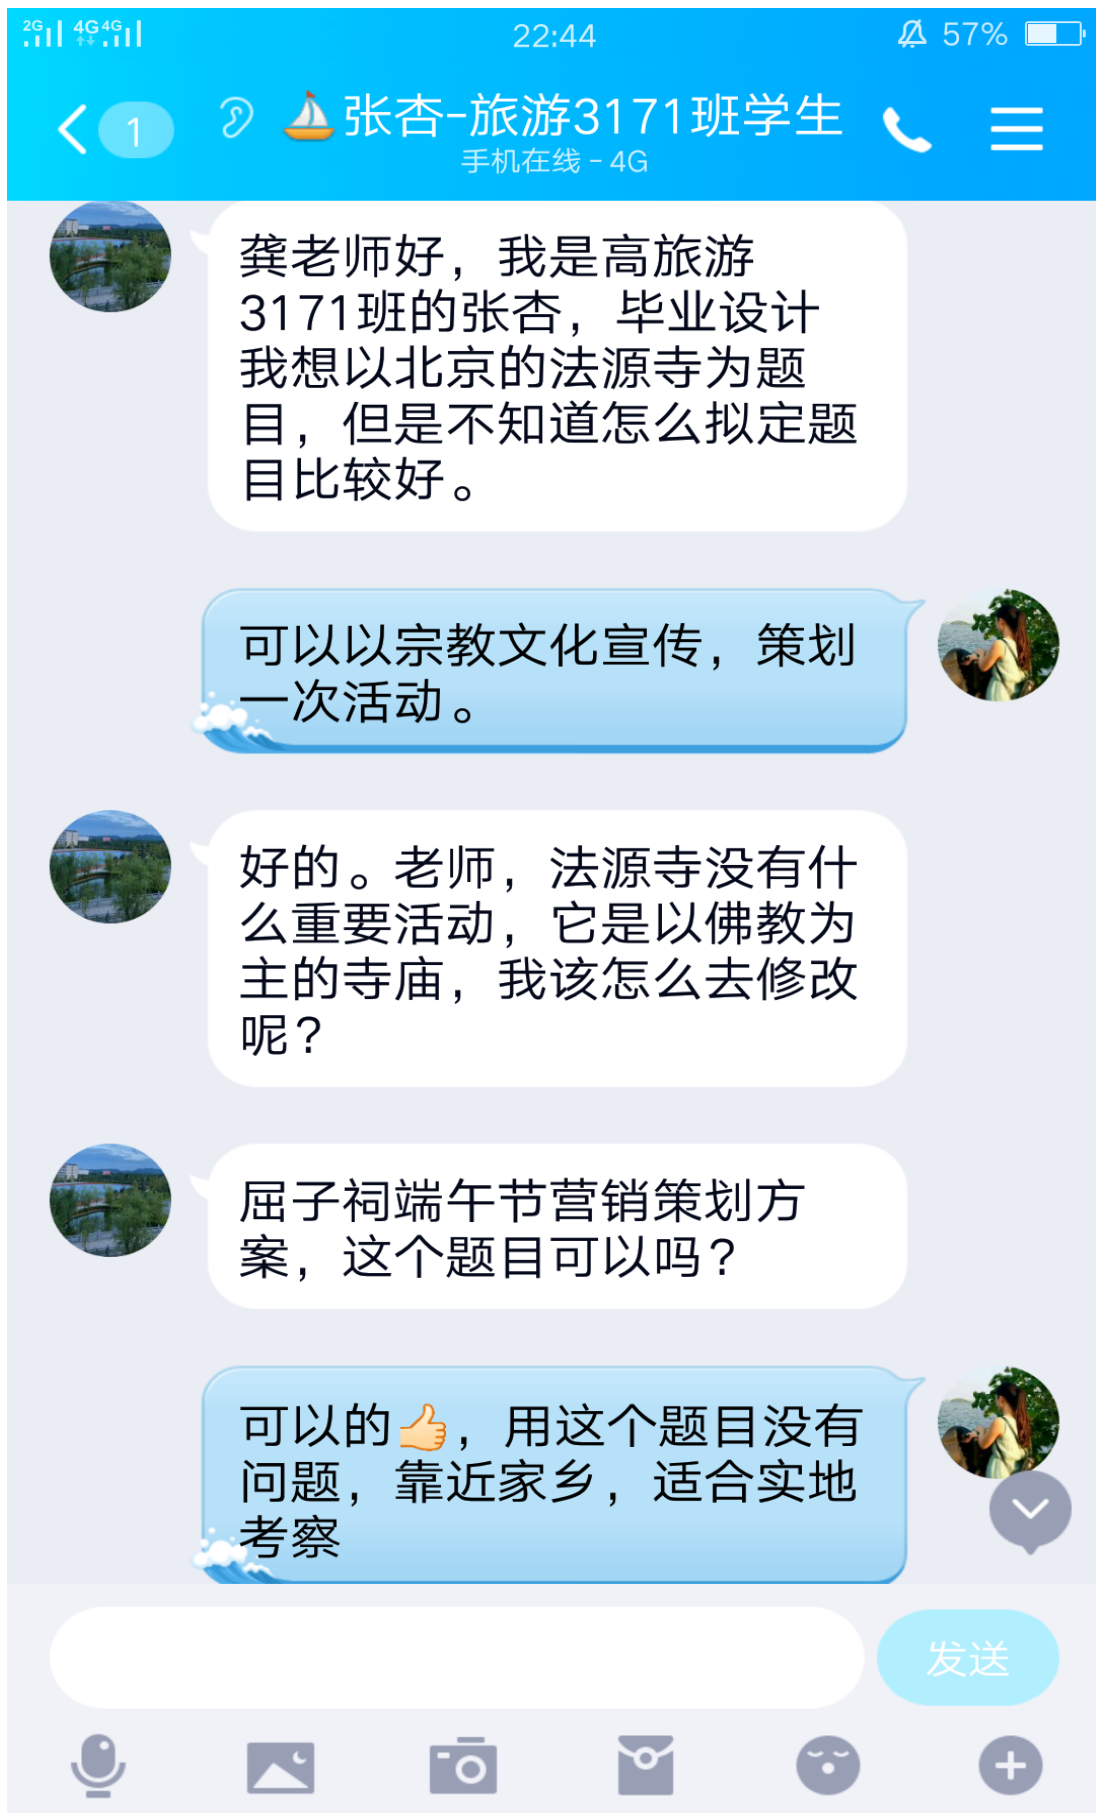 2G 4G 4G 22:44 57%
1 张杏-旅游3171班学生
手机在线 - 4G
龚老师好，我是高旅游
3171班的张杏，毕业设计
我想以北京的法源寺为题
目，但是不知道怎么拟定题
目比较好。
可以以宗教文化宣传，策划
一次活动。
好的。老师，法源寺没有什
么重要活动，它是以佛教为
主的寺庙，我该怎么去修改
呢？
屈子祠端午节营销策划方
案，这个题目可以吗？
可以的👍，用这个题目没有
问题，靠近家乡，适合实地
考察
发送